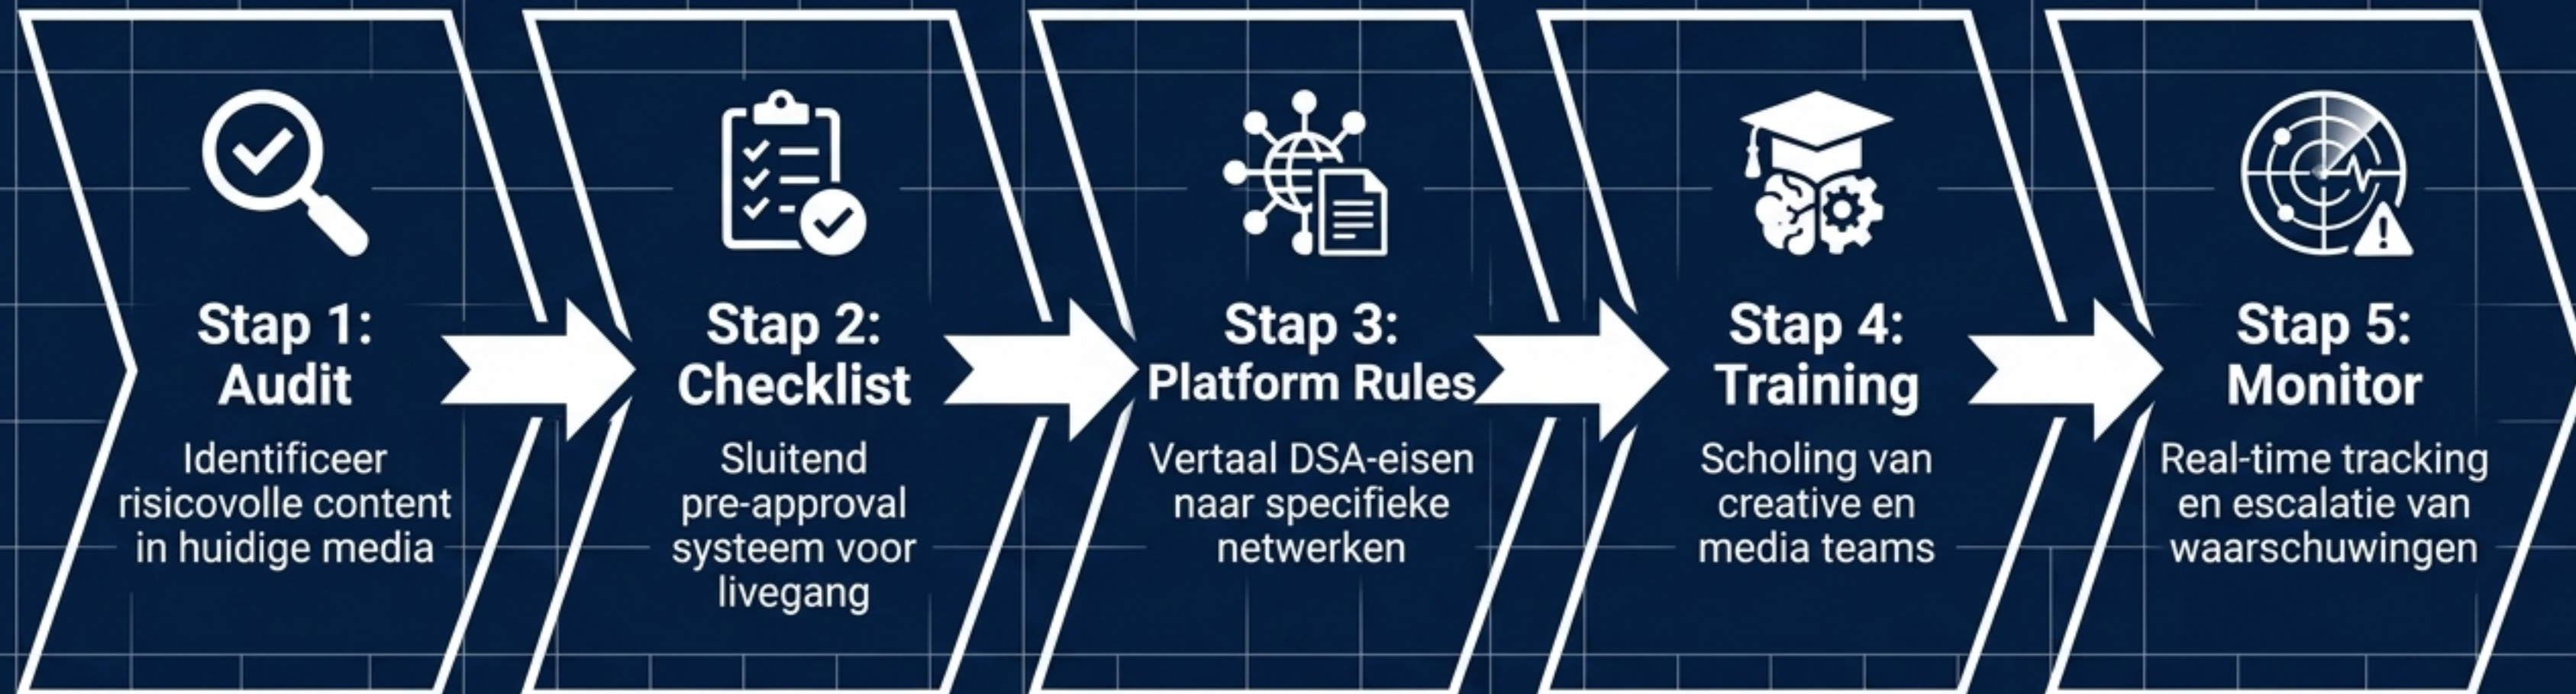 Stap 1:
Audit
Identificeer
risicovolle content
in huidige media
Stap 2:
Checklist
Sluitend
pre-approval
systeem voor
livegang
Stap 3:
Platform Rules
Vertaal DSA-eisen
naar specifieke
netwerken
Stap 4:
Training
Scholing van
creative en
media teams
Stap 5:
Monitor
Real-time tracking
en escalatie van
waarschuwingen